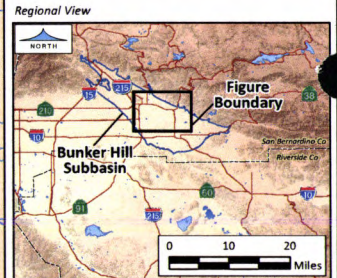 Regional View
NORTH
Figure
Boundary
15
215
38
210
10
Bunker Hill
Subbasin
San Bernardino Co
Riverside Co
60
10
91
215
0 10 20
Miles